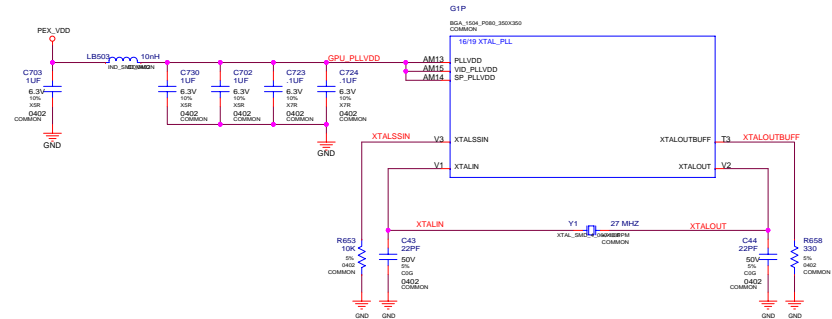 G1P
BGA_1504_P080_350X350
COMMON
16/19 XTAL_PLL
PEX_VDD
LB503
10nH
COMMON
GPU_PLLVDD
AM13
PLLVDD
AM15
VID_PLLVDD
AM14
SP_PLLVDD
C703
1UF
6.3V
10%
X5R
0402
COMMON
GND
C730
1UF
6.3V
10%
X5R
0402
COMMON
C702
1UF
6.3V
10%
X5R
0402
COMMON
C723
.1UF
6.3V
10%
X7R
0402
COMMON
C724
.1UF
6.3V
10%
X7R
0402
COMMON
GND
XTALSSIN
V3
XTALSSIN
XTALOUTBUFF
T3
XTALOUTBUFF
V1
XTALIN
XTALOUT
V2
XTALIN
Y1
27 MHZ
COMMON
XTALOUT
R653
10K
5%
0402
COMMON
GND
C43
22PF
50V
5%
C0G
0402
COMMON
GND
C44
22PF
50V
5%
C0G
0402
COMMON
GND
R658
330
5%
0402
COMMON
GND